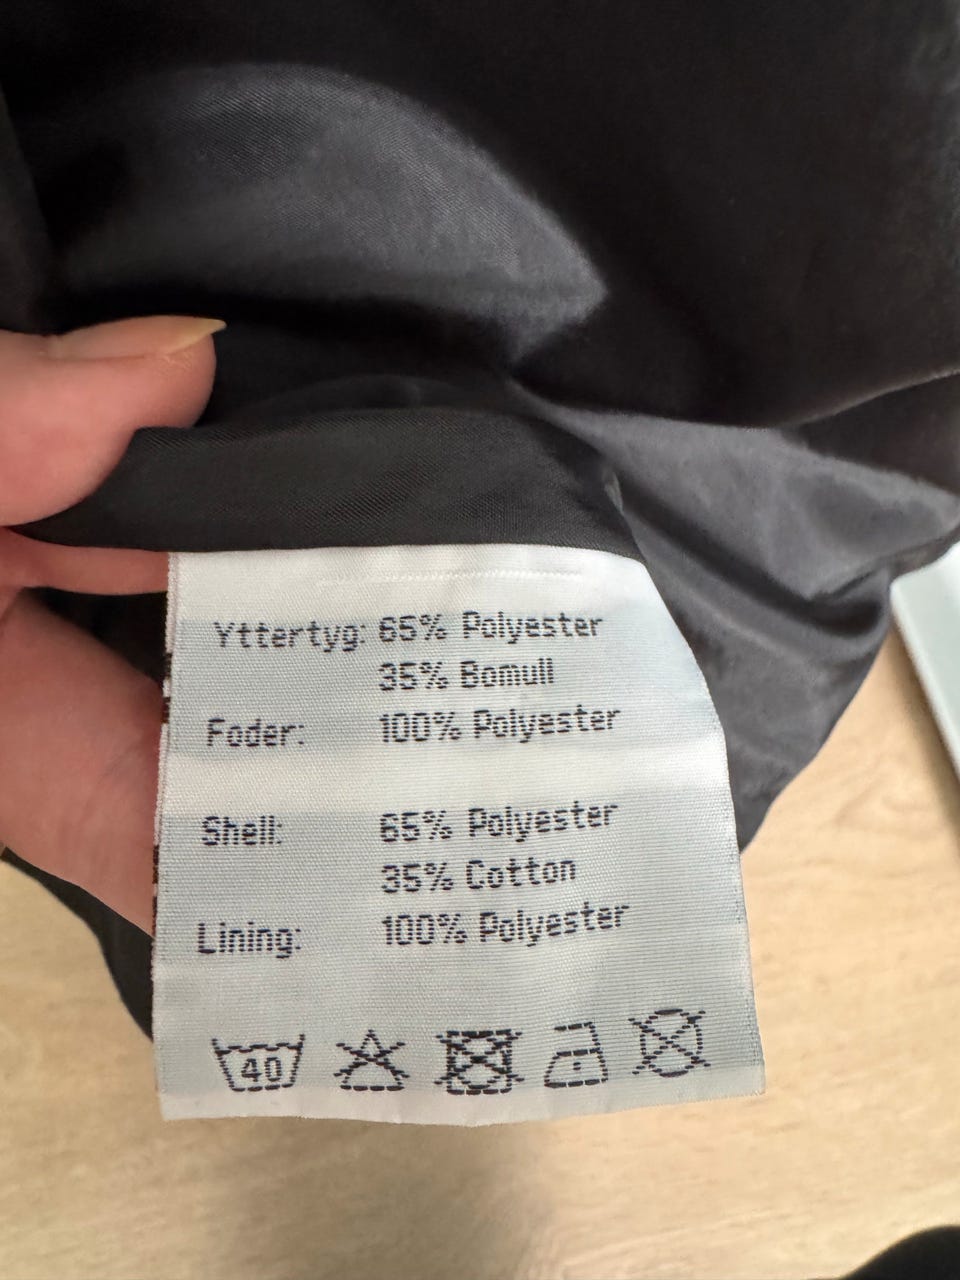 Yttertyg: 65% Polyester
35% Bomull
Foder: 100% Polyester
Shell: 65% Polyester
35% Cotton
Lining: 100% Polyester
40